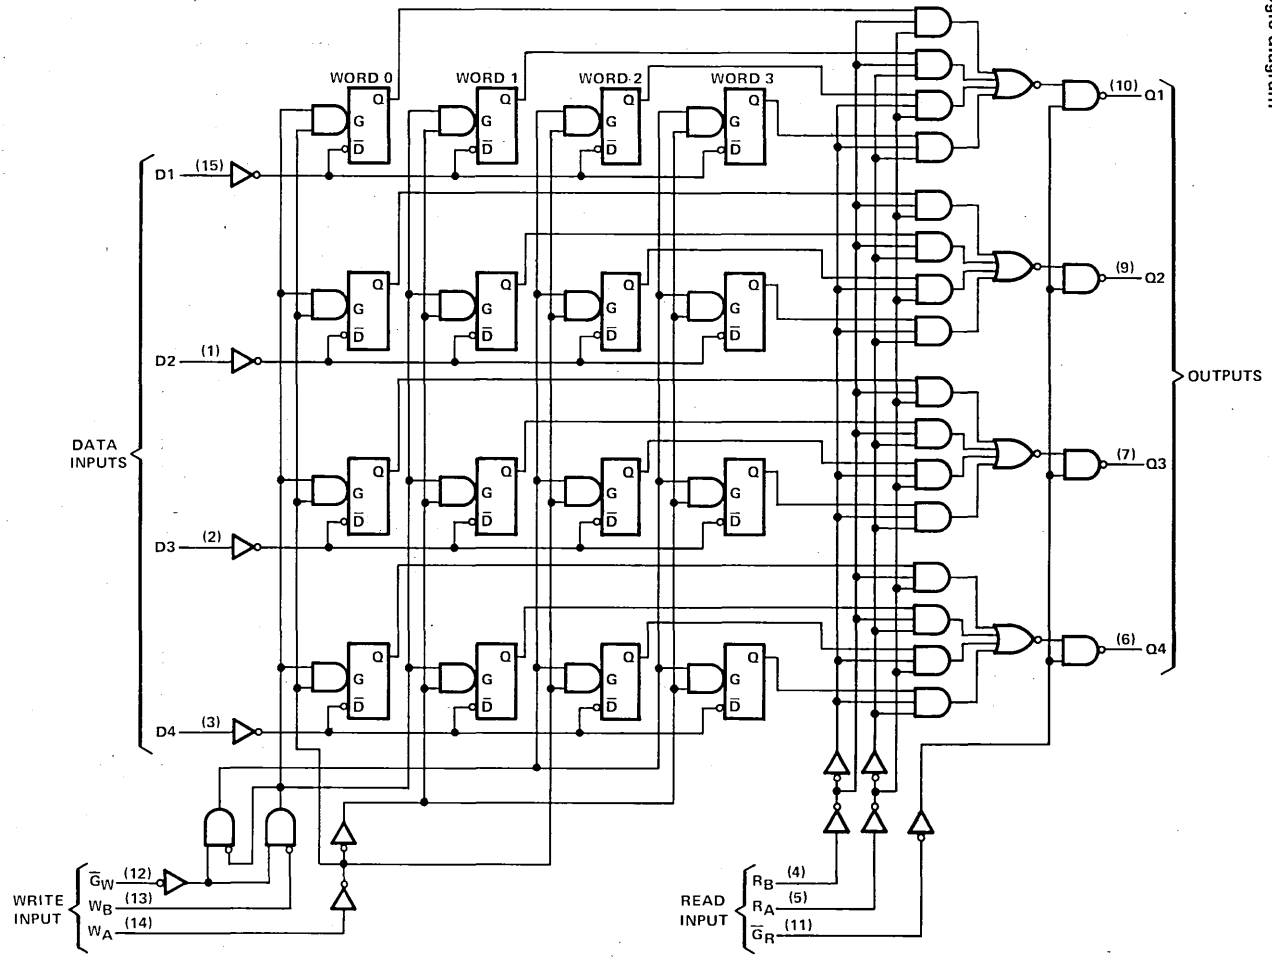 WORD 0 WORD 1 WORD 2 WORD 3
Q Q Q Q
G G G G
D̅ D̅ D̅ D̅
D1 (15)
(10) Q1
Q Q Q Q
G G G G
D̅ D̅ D̅ D̅
D2 (1)
(9) Q2
OUTPUTS
DATA
INPUTS
Q Q Q Q
G G G G
D̅ D̅ D̅ D̅
D3 (2)
(7) Q3
Q Q Q Q
G G G G
D̅ D̅ D̅ D̅
D4 (3)
(6) Q4
WRITE
INPUT
G̅W (12)
WB (13)
WA (14)
READ
INPUT
RB (4)
RA (5)
G̅R (11)